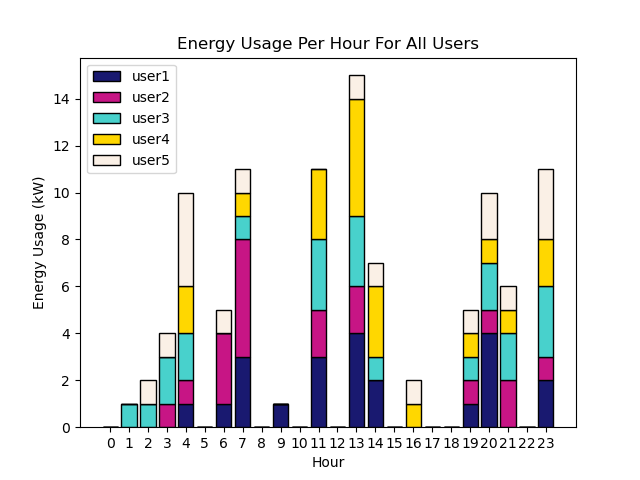 Energy Usage Per Hour For All Users
user1
user2
user3
user4
user5
14
12
10
8
6
4
2
0
Energy Usage (kW)
0 1 2 3 4 5 6 7 8 9 10 11 12 13 14 15 16 17 18 19 20 21 22 23
Hour